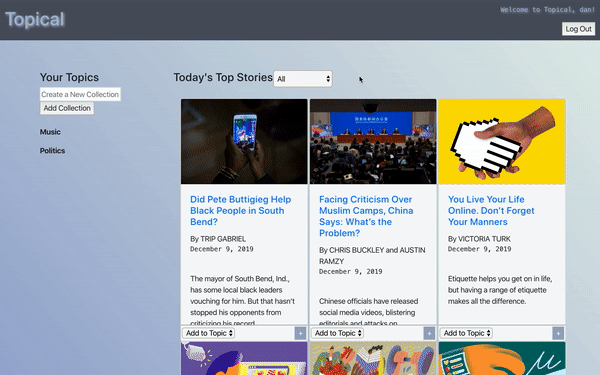 Topical
Welcome to Topical, dan!
Log Out
Your Topics
Create a New Collection
Add Collection
Music
Politics
Today's Top Stories
All
Did Pete Buttigieg Help
Black People in South
Bend?
By TRIP GABRIEL
December 9, 2019
The mayor of South Bend, Ind.,
has some local black leaders
vouching for him. But that hasn't
stopped his opponents from
criticizing his record
Add to Topic
+
Facing Criticism Over
Muslim Camps, China
Says: What's the
Problem?
By CHRIS BUCKLEY and AUSTIN
RAMZY
December 9, 2019
Chinese officials have released
social media videos, blistering
editorials and attacks on
Add to Topic
+
You Live Your Life
Online. Don't Forget
Your Manners
By VICTORIA TURK
December 9, 2019
Etiquette helps you get on in life,
but having a range of etiquette
makes all the difference.
Add to Topic
+